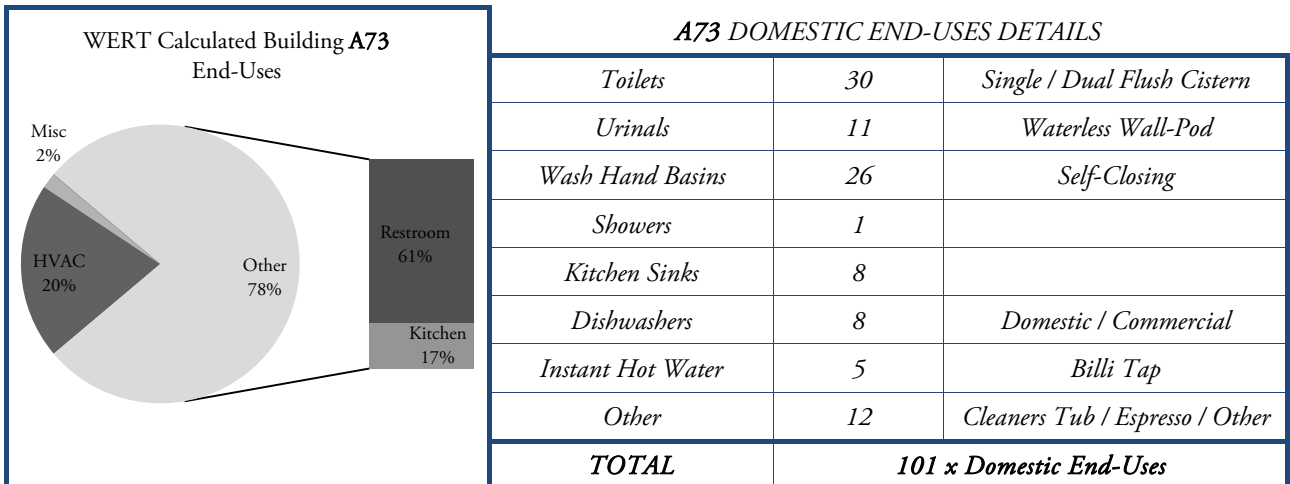 WERT Calculated Building A73
End-Uses
Misc
2%
HVAC
20%
Other
78%
Restroom
61%
Kitchen
17%
A73 DOMESTIC END-USES DETAILS
Toilets 30 Single / Dual Flush Cistern
Urinals 11 Waterless Wall-Pod
Wash Hand Basins 26 Self-Closing
Showers 1
Kitchen Sinks 8
Dishwashers 8 Domestic / Commercial
Instant Hot Water 5 Billi Tap
Other 12 Cleaners Tub / Espresso / Other
TOTAL 101 x Domestic End-Uses